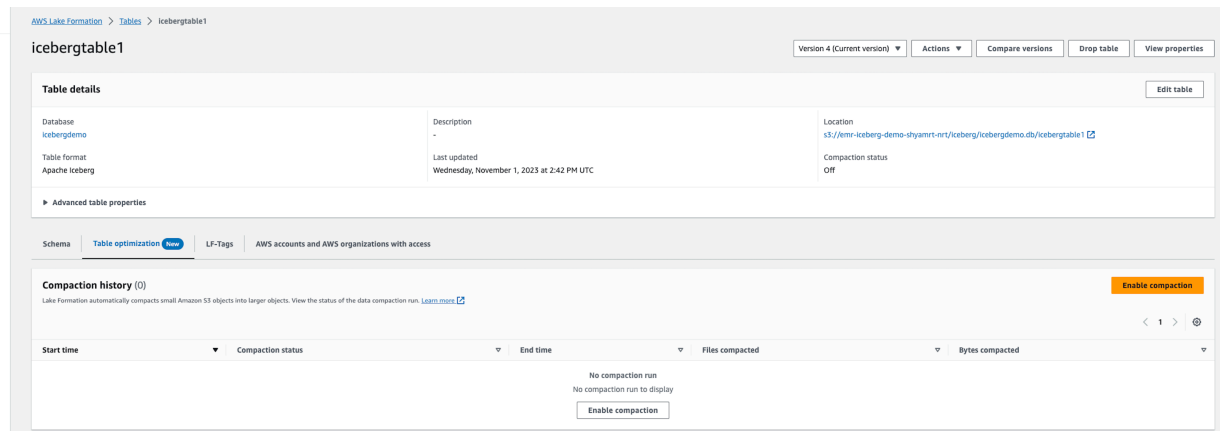 AWS Lake Formation > Tables > icebergtable1
icebergtable1
Version 4 (Current version) Actions Compare versions Drop table View properties
Table details
Edit table
Database Description Location
icebergdemo - s3://emr-iceberg-demo-shyamrt-nrt/iceberg/icebergdemo.db/icebergtable1
Table format Last updated Compaction status
Apache Iceberg Wednesday, November 1, 2023 at 2:42 PM UTC Off
Advanced table properties
Schema Table optimization New LF-Tags AWS accounts and AWS organizations with access
Compaction history (0)
Enable compaction
Lake Formation automatically compacts small Amazon S3 objects into larger objects. View the status of the data compaction run. Learn more
< 1 >
Start time Compaction status End time Files compacted Bytes compacted
No compaction run
No compaction run to display
Enable compaction